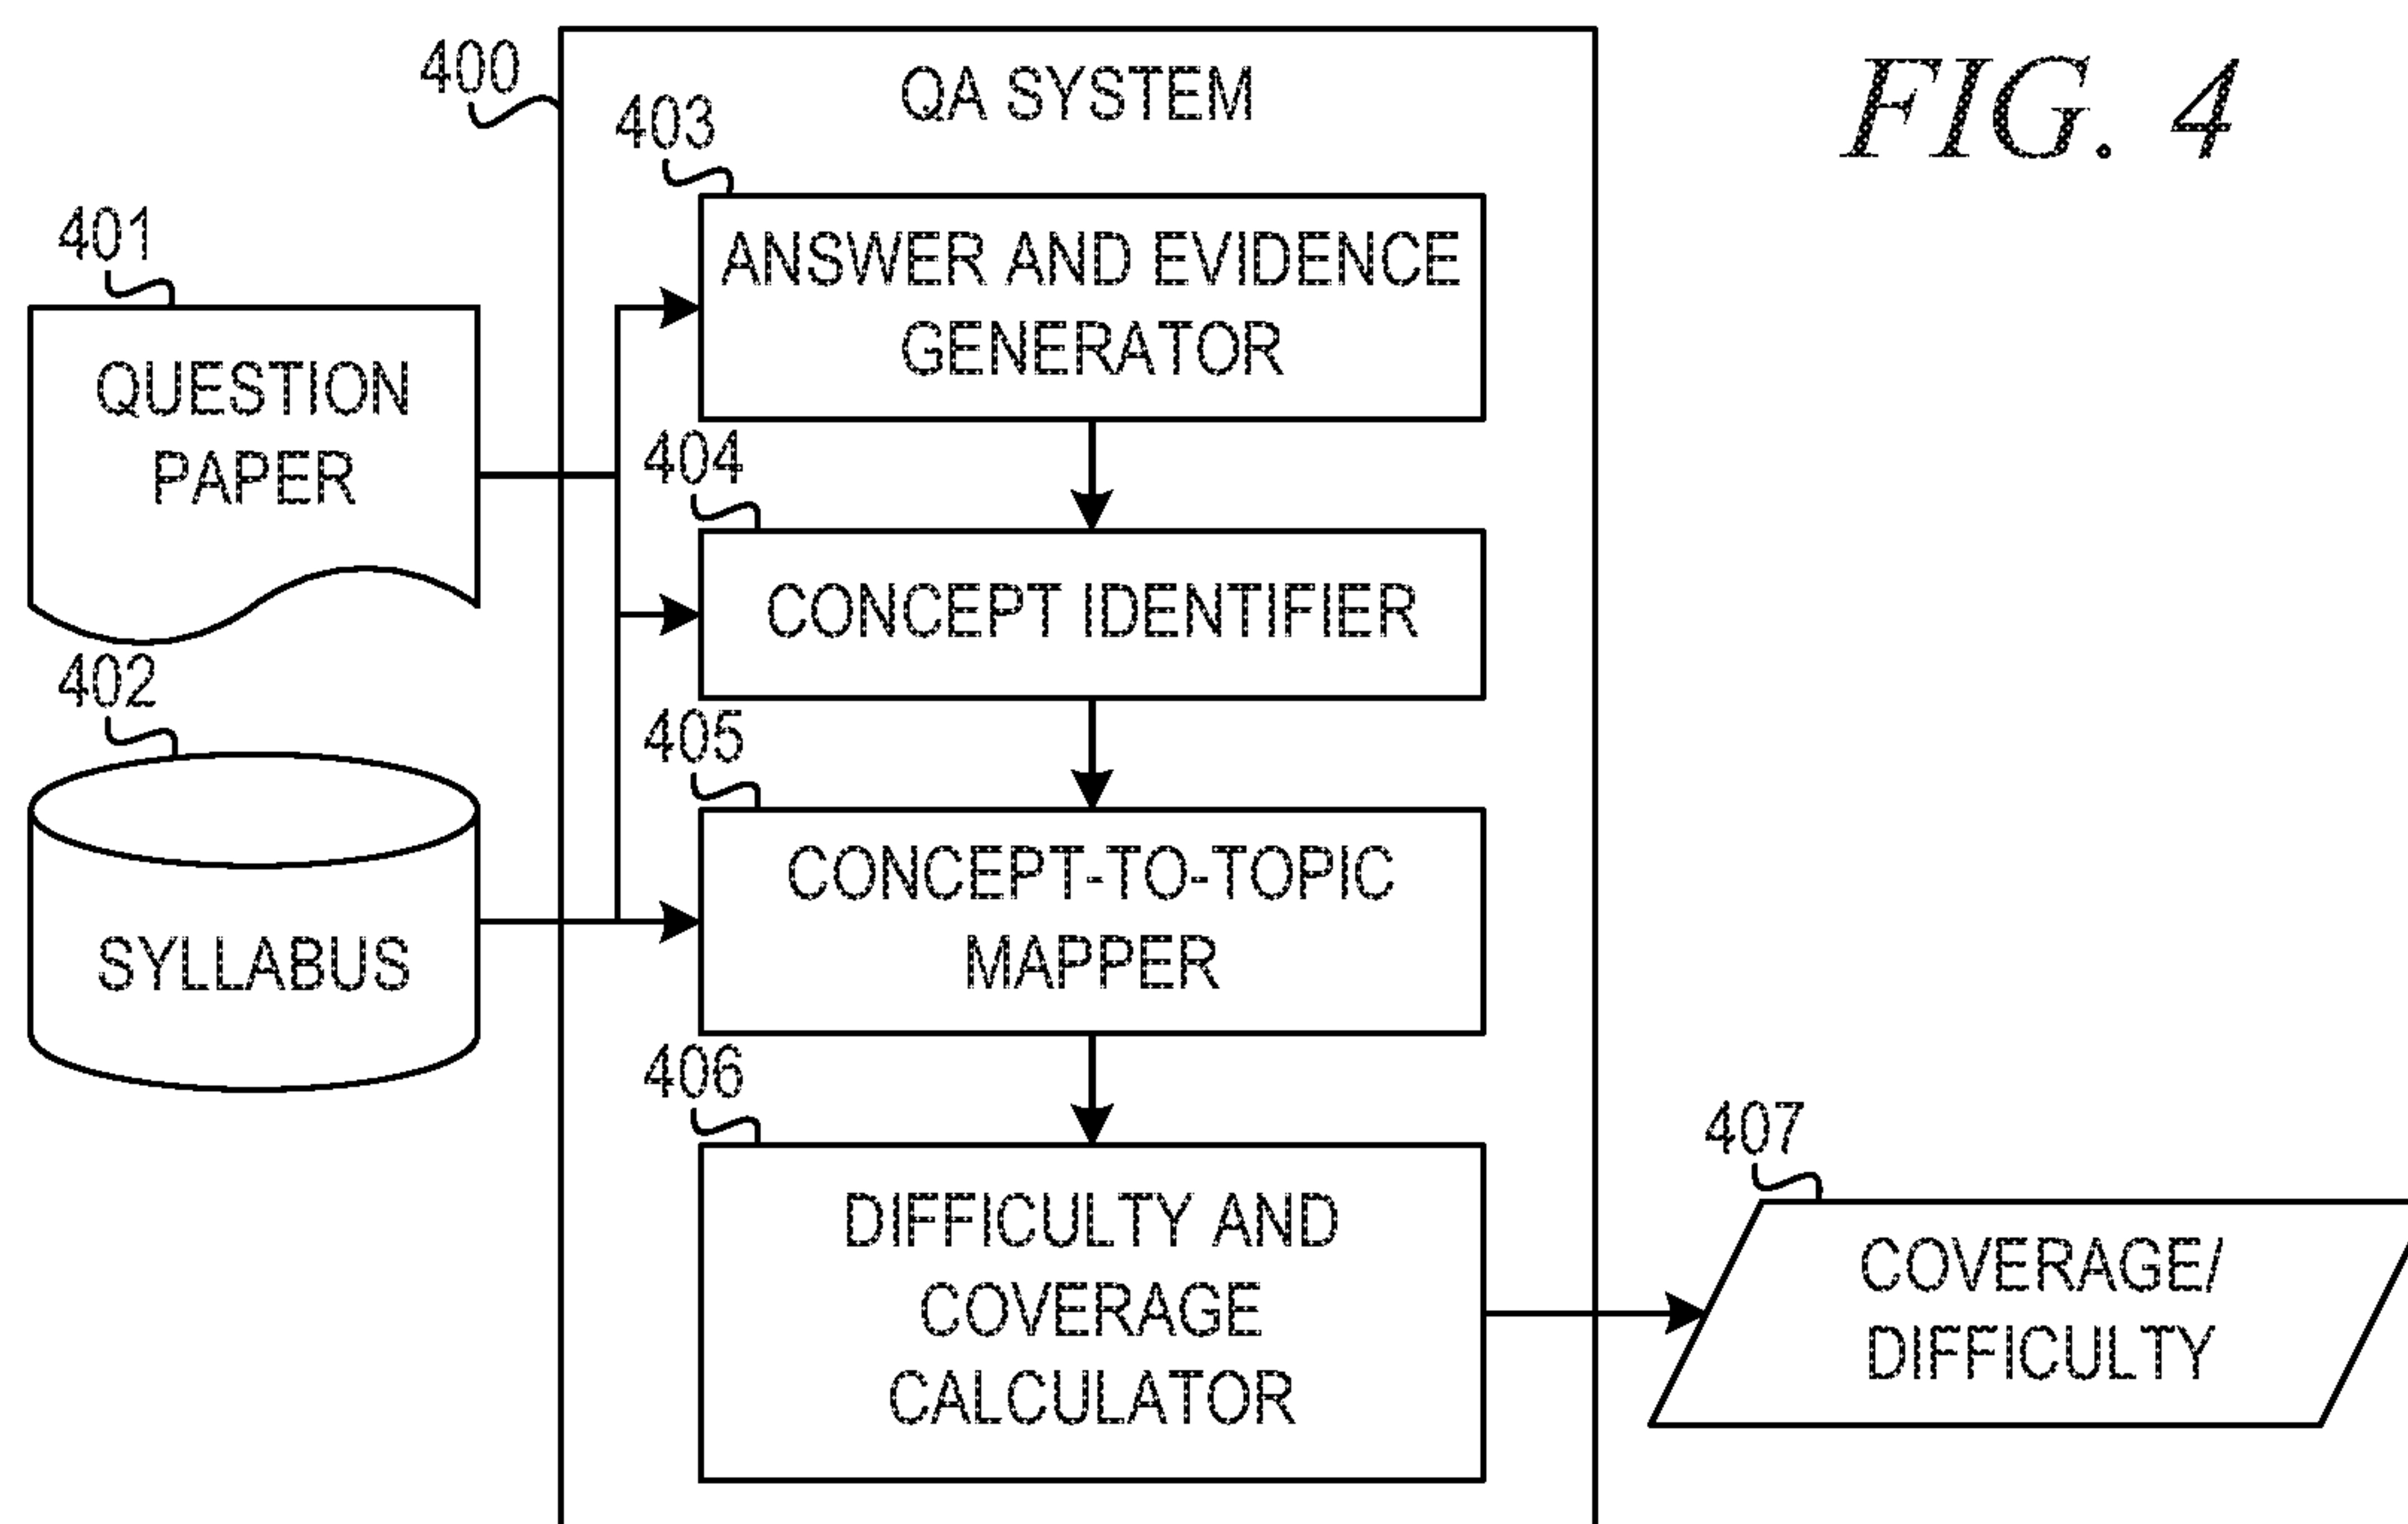 FIG. 4
400
QA SYSTEM
401
QUESTION
PAPER
402
SYLLABUS
403
ANSWER AND EVIDENCE
GENERATOR
404
CONCEPT IDENTIFIER
405
CONCEPT-TO-TOPIC
MAPPER
406
DIFFICULTY AND
COVERAGE
CALCULATOR
407
COVERAGE/
DIFFICULTY